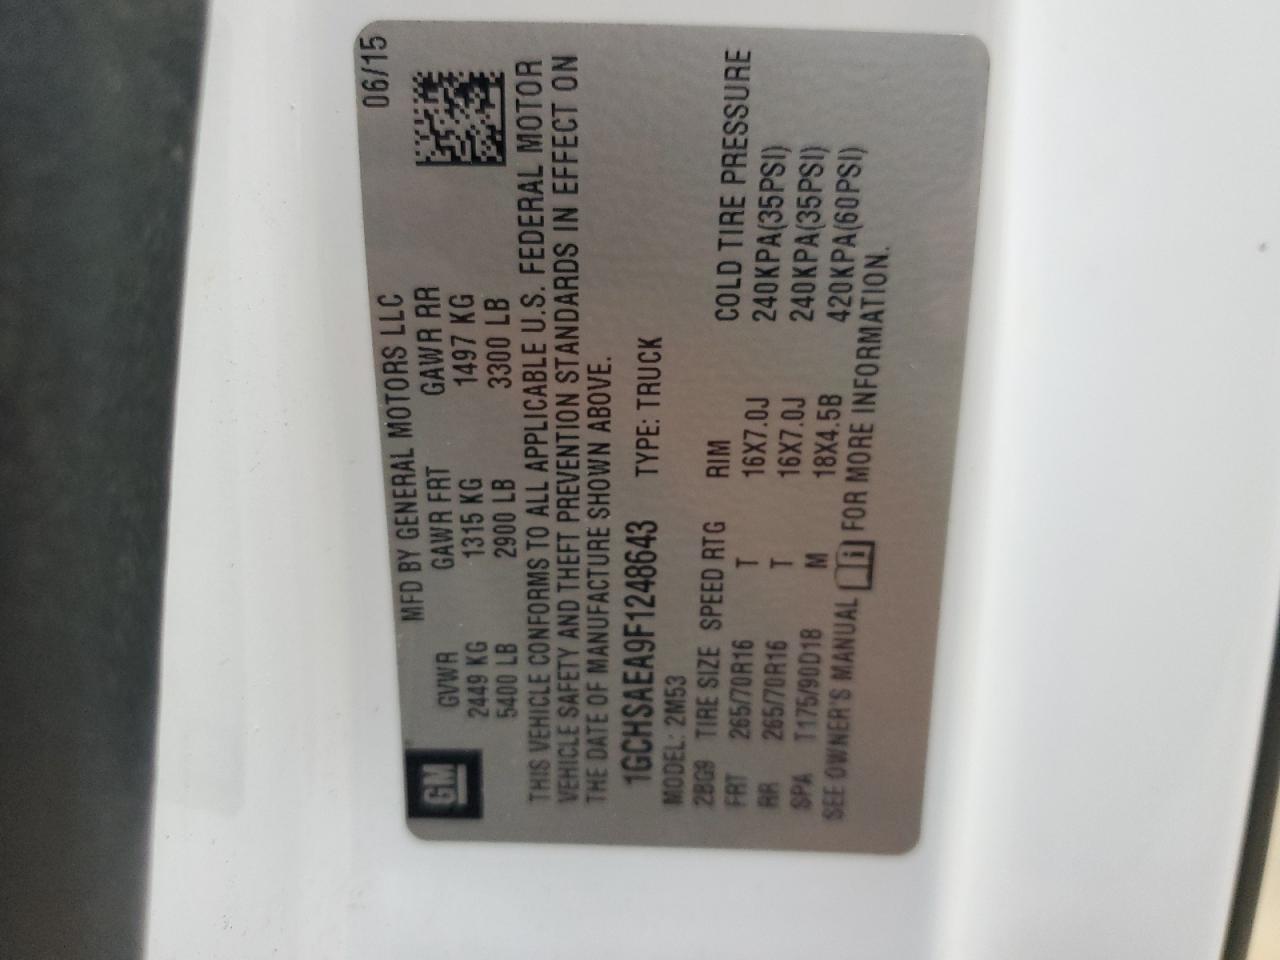 06/15
MFD BY GENERAL MOTORS LLC
GM
GVWR GAWR FRT GAWR RR
2449 KG 1315 KG 1497 KG
5400 LB 2900 LB 3300 LB
THIS VEHICLE CONFORMS TO ALL APPLICABLE U.S. FEDERAL MOTOR
VEHICLE SAFETY AND THEFT PREVENTION STANDARDS IN EFFECT ON
THE DATE OF MANUFACTURE SHOWN ABOVE.
1GCHSAEA9F1248643 TYPE: TRUCK
MODEL: 2M53
2BG9 TIRE SIZE SPEED RTG RIM COLD TIRE PRESSURE
FRT 265/70R16 T 16X7.0J 240KPA(35PSI)
RR 265/70R16 T 16X7.0J 240KPA(35PSI)
SPA T175/90D18 M 18X4.5B 420KPA(60PSI)
SEE OWNER'S MANUAL i FOR MORE INFORMATION.